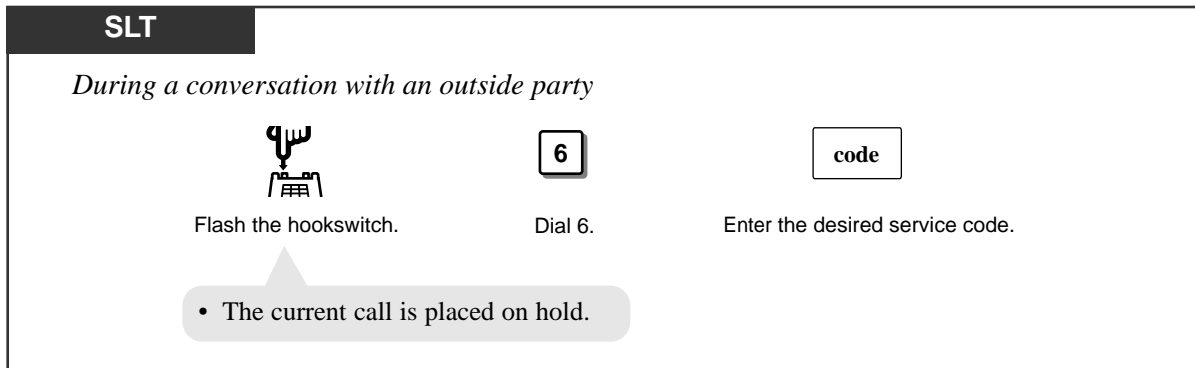 SLT
During a conversation with an outside party
6
code
Flash the hookswitch.
Dial 6.
Enter the desired service code.
• The current call is placed on hold.